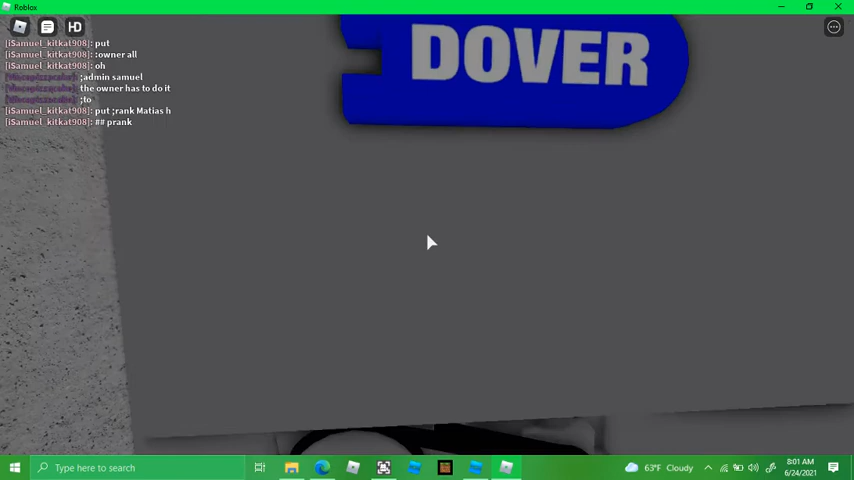 Roblox
HD
[iSamuel_kitkat908]: put
[iSamuel_kitkat908]: :owner all
[iSamuel_kitkat908]: oh
;admin samuel
the owner has to do it
;to
[iSamuel_kitkat908]: put ;rank Matias h
[iSamuel_kitkat908]: ## prank
DOVER
Type here to search
63°F Cloudy
8:01 AM
6/24/2021